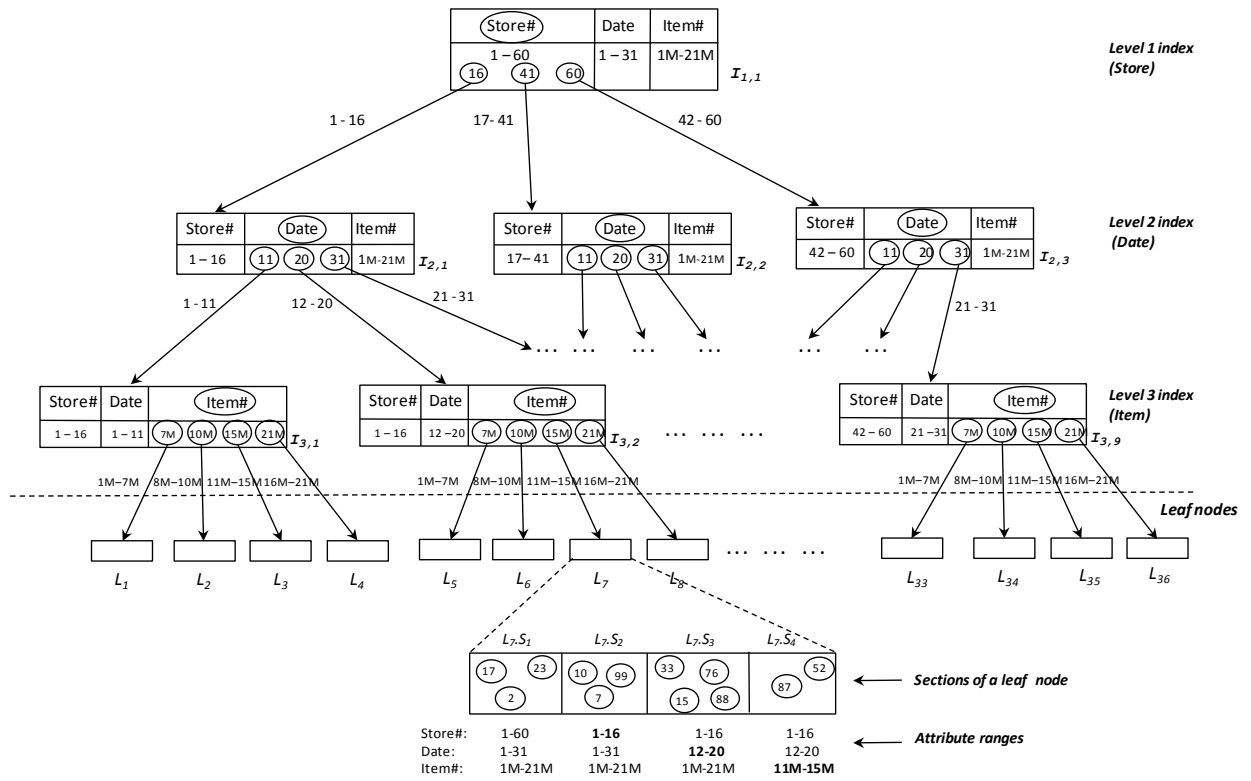 Store# Date Item#
1 – 60 1 – 31 1M-21M
16 41 60
I1,1
Level 1 index
(Store)
1 - 16 17- 41 42 - 60
Store# Date Item#
1 – 16 11 20 31 1M-21M
I2,1
Store# Date Item#
17– 41 11 20 31 1M-21M
I2,2
Store# Date Item#
42 – 60 11 20 31 1M-21M
I2,3
Level 2 index
(Date)
1 - 11 12 - 20 21 - 31 21 - 31
... ... ... ... ... ...
Store# Date Item#
1 – 16 1 – 11 7M 10M 15M 21M
I3,1
Store# Date Item#
1 – 16 12 –20 7M 10M 15M 21M
I3,2
... ... ...
Store# Date Item#
42 – 60 21 –31 7M 10M 15M 21M
I3,9
Level 3 index
(Item)
1M–7M 8M–10M 11M–15M 16M–21M
1M–7M 8M–10M 11M–15M 16M–21M
1M–7M 8M–10M 11M–15M 16M–21M
Leaf nodes
... ... ...
L1 L2 L3 L4 L5 L6 L7 L8 L33 L34 L35 L36
L7.S1 L7.S2 L7.S3 L7.S4
17 23 2
10 99 7
33 76 15 88
52 87
Sections of a leaf node
Store#: 1-60 1-16 1-16 1-16
Date: 1-31 1-31 12-20 12-20
Item#: 1M-21M 1M-21M 1M-21M 11M-15M
Attribute ranges